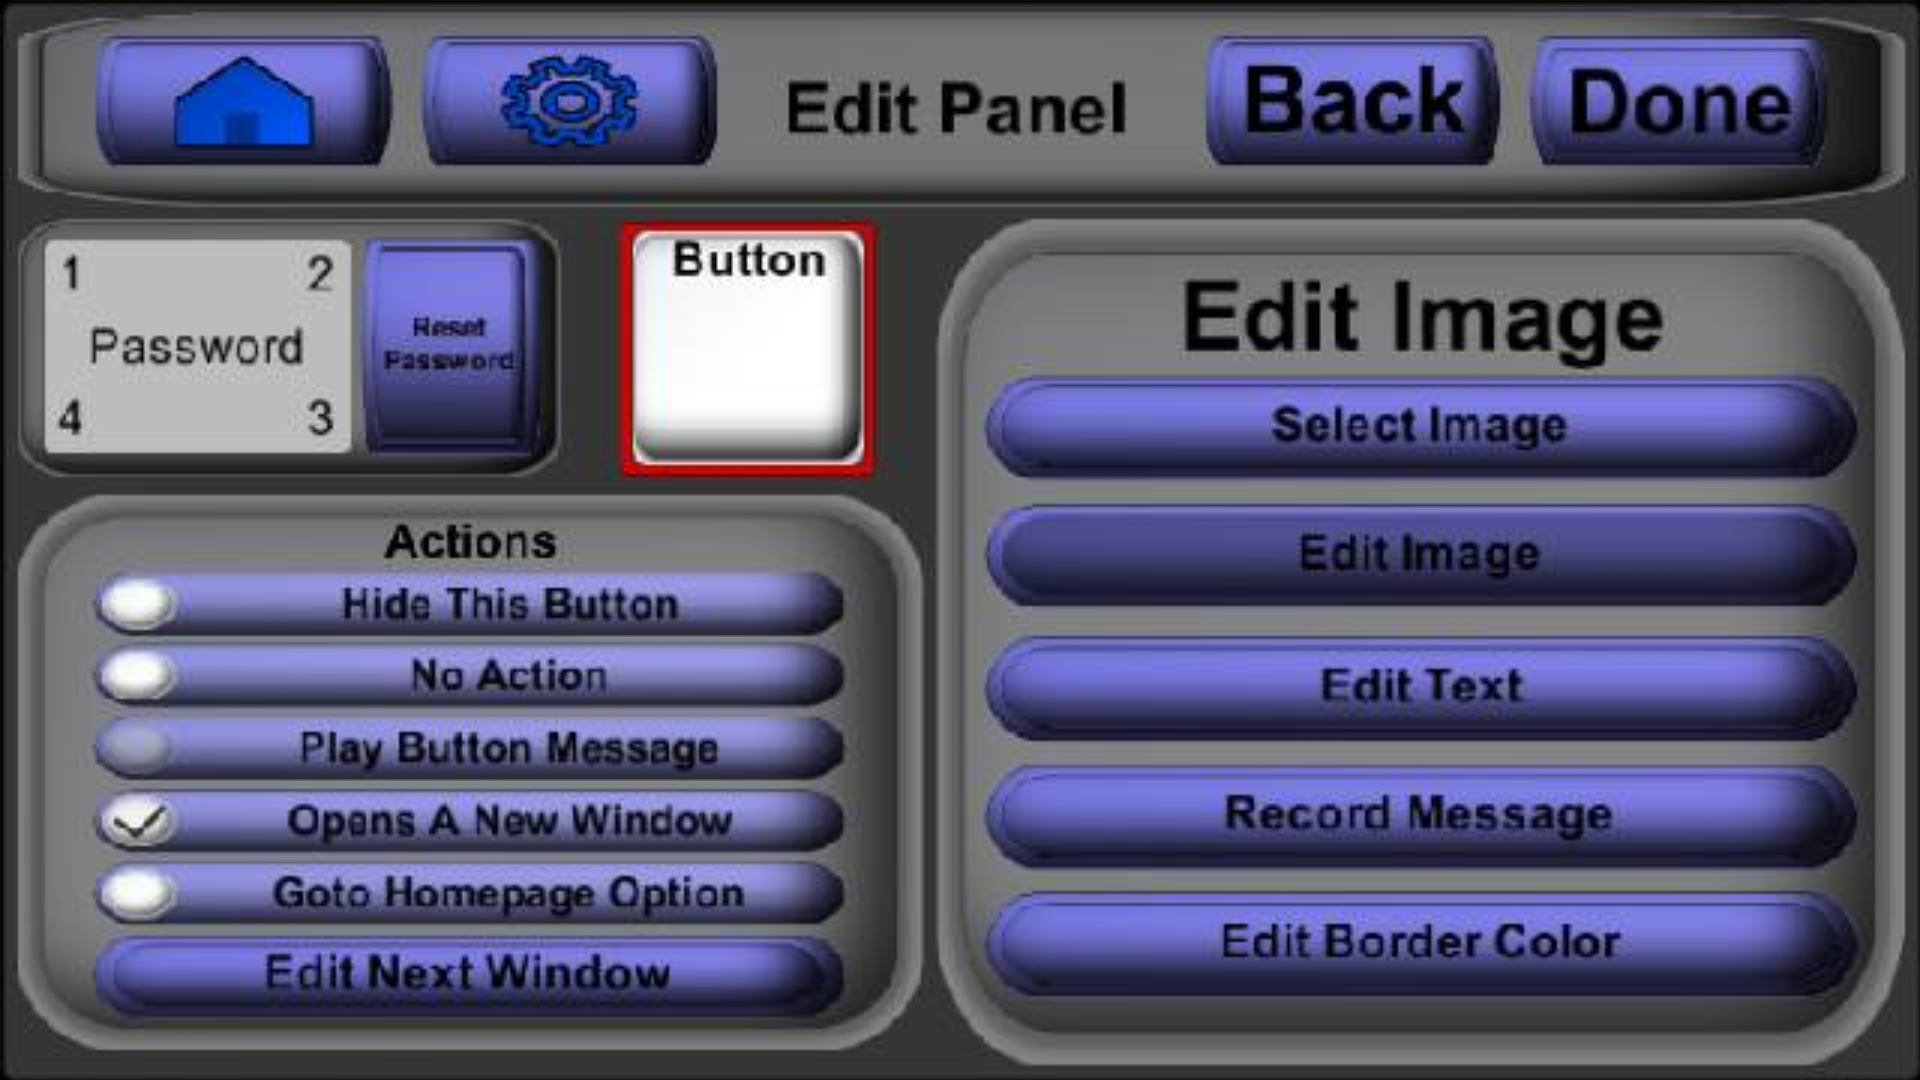 Edit Panel
Back
Done
1
2
Password
4
3
Reset
Password
Button
Actions
Hide This Button
No Action
Play Button Message
Opens A New Window
Goto Homepage Option
Edit Next Window
Edit Image
Select Image
Edit Image
Edit Text
Record Message
Edit Border Color